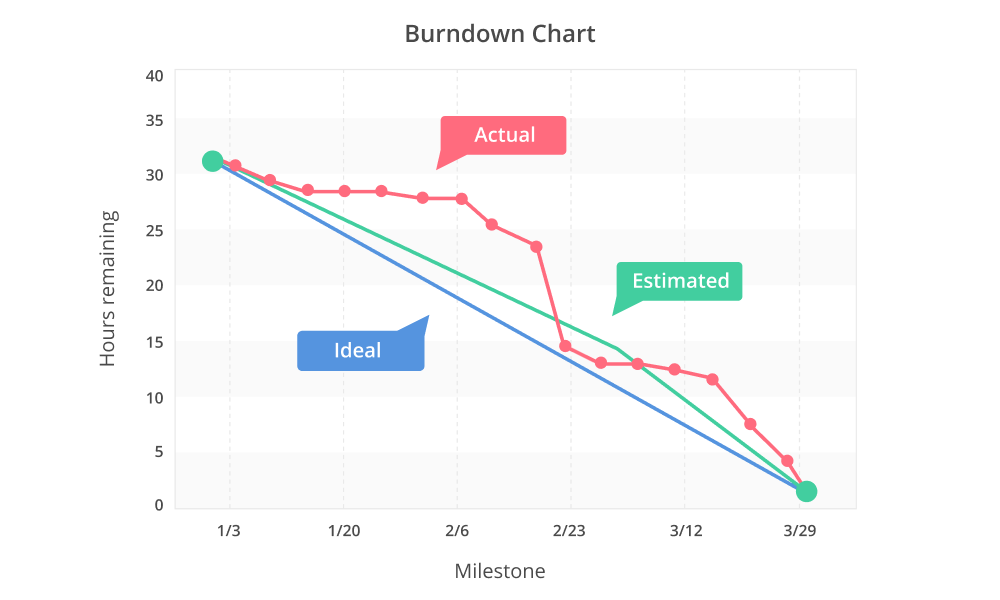 Burndown Chart
40
35
30
25
20
15
10
5
0
Hours remaining
Actual
Estimated
Ideal
1/3
1/20
2/6
2/23
3/12
3/29
Milestone